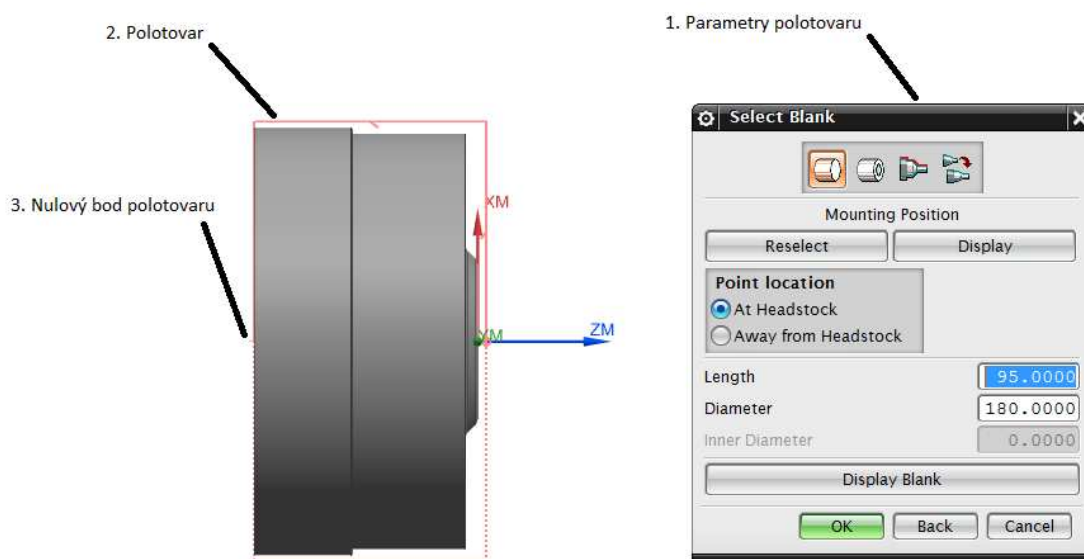 1. Parametry polotovaru
2. Polotovar
3. Nulový bod polotovaru
XM
YM
ZM
Select Blank
Mounting Position
Reselect
Display
Point location
At Headstock
Away from Headstock
Length
95.0000
Diameter
180.0000
Inner Diameter
0.0000
Display Blank
OK
Back
Cancel